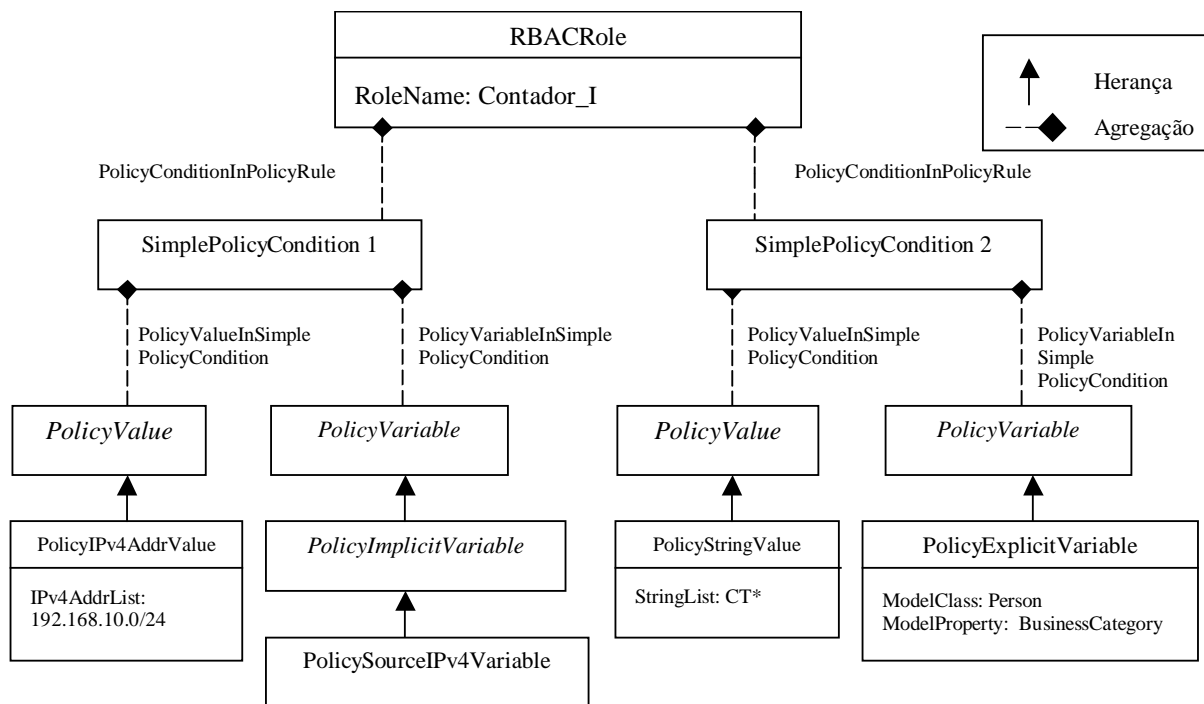 RBACRole
RoleName: Contador_I
Herança
Agregação
PolicyConditionInPolicyRule
PolicyConditionInPolicyRule
SimplePolicyCondition 1
SimplePolicyCondition 2
PolicyValueInSimple
PolicyCondition
PolicyVariableInSimple
PolicyCondition
PolicyValueInSimple
PolicyCondition
PolicyVariableIn
Simple
PolicyCondition
PolicyValue
PolicyVariable
PolicyValue
PolicyVariable
PolicyIPv4AddrValue
IPv4AddrList:
192.168.10.0/24
PolicyImplicitVariable
PolicyStringValue
StringList: CT*
PolicyExplicitVariable
ModelClass: Person
ModelProperty: BusinessCategory
PolicySourceIPv4Variable